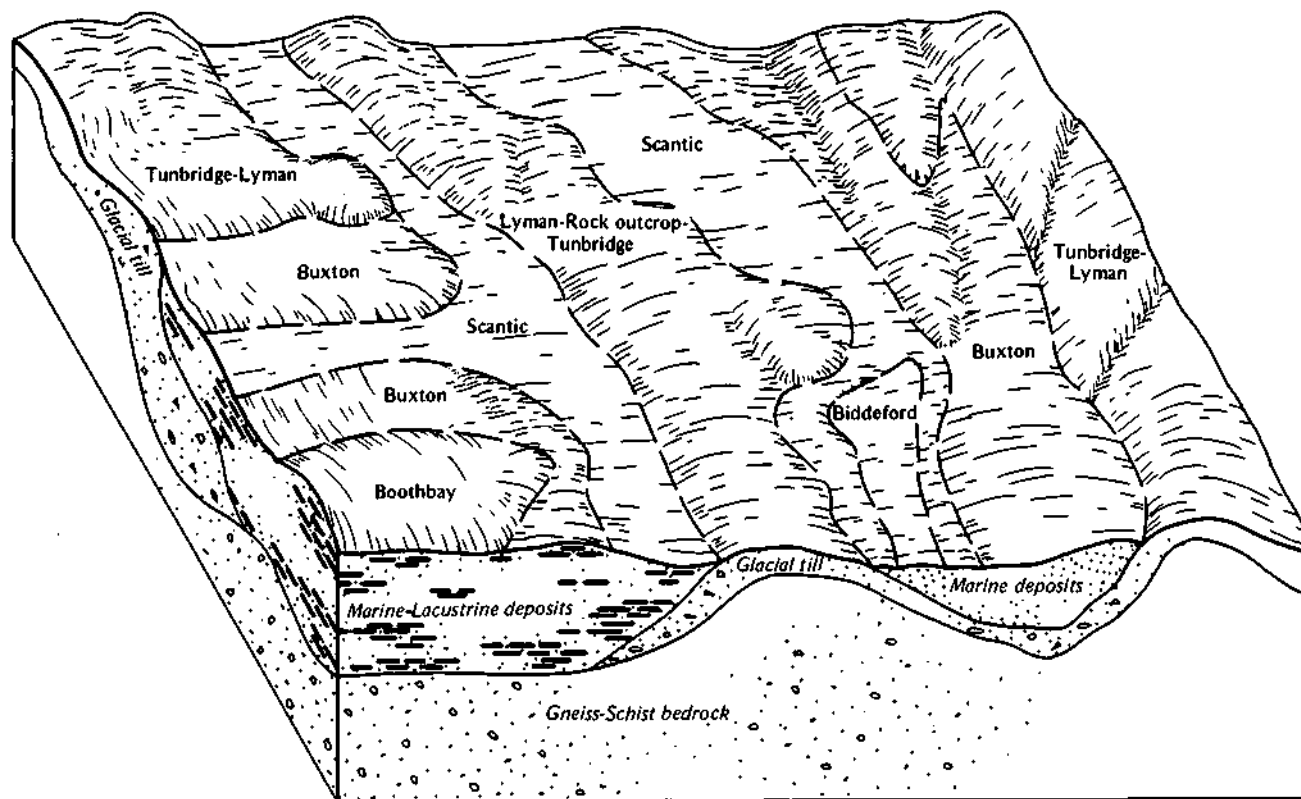 Scantic
Tunbridge-Lyman
Glacial till
Lyman-Rock outcrop-
Tunbridge
Tunbridge-
Lyman
Buxton
Scantic
Buxton
Buxton
Biddeford
Boothbay
Glacial till
Marine deposits
Marine-Lacustrine deposits
Gneiss-Schist bedrock